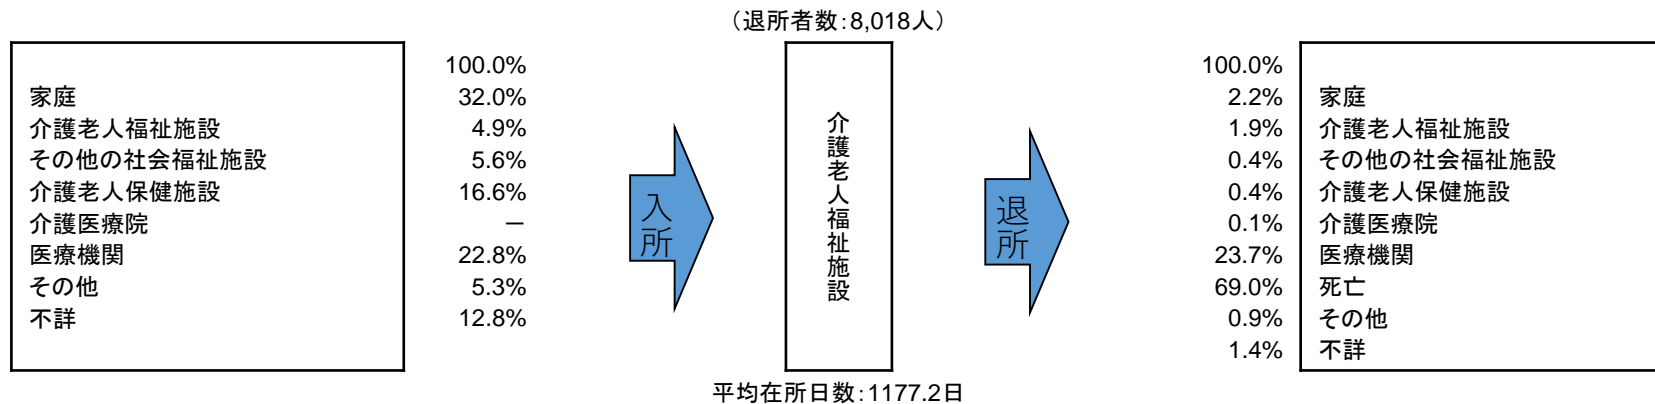 （退所者数：8,018人）
100.0%
家庭 32.0%
介護老人福祉施設 4.9%
その他の社会福祉施設 5.6%
介護老人保健施設 16.6%
介護医療院 －
医療機関 22.8%
その他 5.3%
不詳 12.8%
入所
介護老人福祉施設
退所
100.0%
2.2% 家庭
1.9% 介護老人福祉施設
0.4% その他の社会福祉施設
0.4% 介護老人保健施設
0.1% 介護医療院
23.7% 医療機関
69.0% 死亡
0.9% その他
1.4% 不詳
平均在所日数：1177.2日